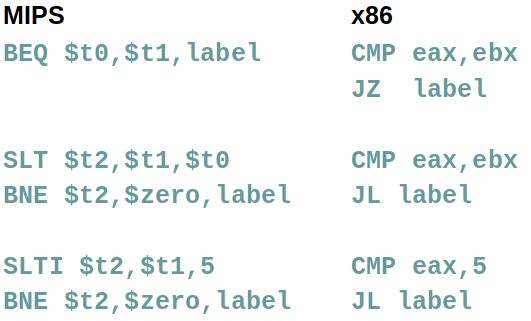 MIPS x86
BEQ $t0,$t1,label CMP eax,ebx
JZ label
SLT $t2,$t1,$t0 CMP eax,ebx
BNE $t2,$zero,label JL label
SLTI $t2,$t1,5 CMP eax,5
BNE $t2,$zero,label JL label